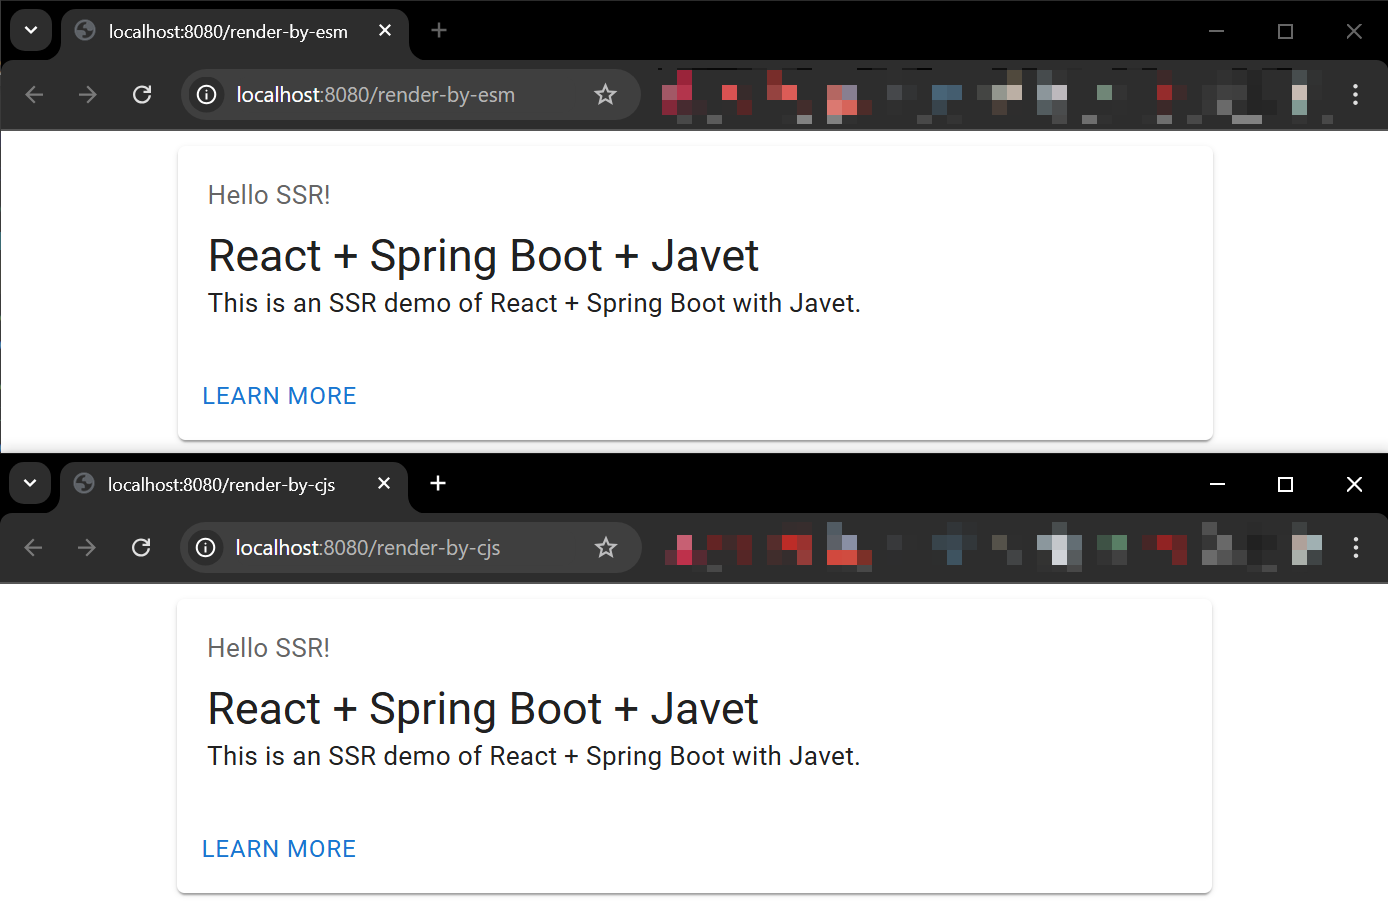 localhost:8080/render-by-esm
localhost:8080/render-by-esm
Hello SSR!
React + Spring Boot + Javet
This is an SSR demo of React + Spring Boot with Javet.
LEARN MORE
localhost:8080/render-by-cjs
localhost:8080/render-by-cjs
Hello SSR!
React + Spring Boot + Javet
This is an SSR demo of React + Spring Boot with Javet.
LEARN MORE